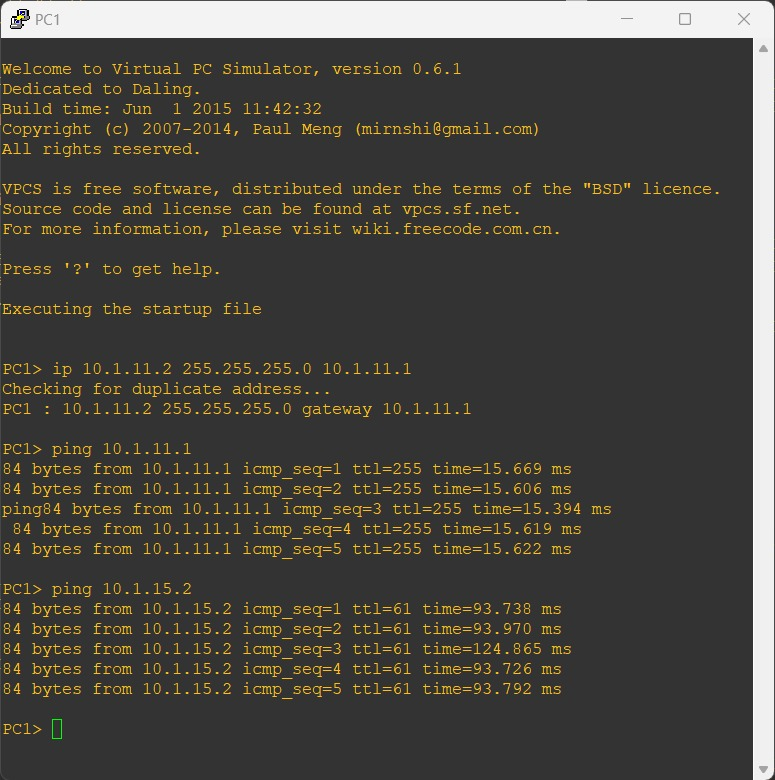 PC1
Welcome to Virtual PC Simulator, version 0.6.1
Dedicated to Daling.
Build time: Jun  1 2015 11:42:32
Copyright (c) 2007-2014, Paul Meng (mirnshi@gmail.com)
All rights reserved.
VPCS is free software, distributed under the terms of the "BSD" licence.
Source code and license can be found at vpcs.sf.net.
For more information, please visit wiki.freecode.com.cn.
Press '?' to get help.
Executing the startup file
PC1> ip 10.1.11.2 255.255.255.0 10.1.11.1
Checking for duplicate address...
PC1 : 10.1.11.2 255.255.255.0 gateway 10.1.11.1
PC1> ping 10.1.11.1
84 bytes from 10.1.11.1 icmp_seq=1 ttl=255 time=15.669 ms
84 bytes from 10.1.11.1 icmp_seq=2 ttl=255 time=15.606 ms
ping84 bytes from 10.1.11.1 icmp_seq=3 ttl=255 time=15.394 ms
 84 bytes from 10.1.11.1 icmp_seq=4 ttl=255 time=15.619 ms
84 bytes from 10.1.11.1 icmp_seq=5 ttl=255 time=15.622 ms
PC1> ping 10.1.15.2
84 bytes from 10.1.15.2 icmp_seq=1 ttl=61 time=93.738 ms
84 bytes from 10.1.15.2 icmp_seq=2 ttl=61 time=93.970 ms
84 bytes from 10.1.15.2 icmp_seq=3 ttl=61 time=124.865 ms
84 bytes from 10.1.15.2 icmp_seq=4 ttl=61 time=93.726 ms
84 bytes from 10.1.15.2 icmp_seq=5 ttl=61 time=93.792 ms
PC1>